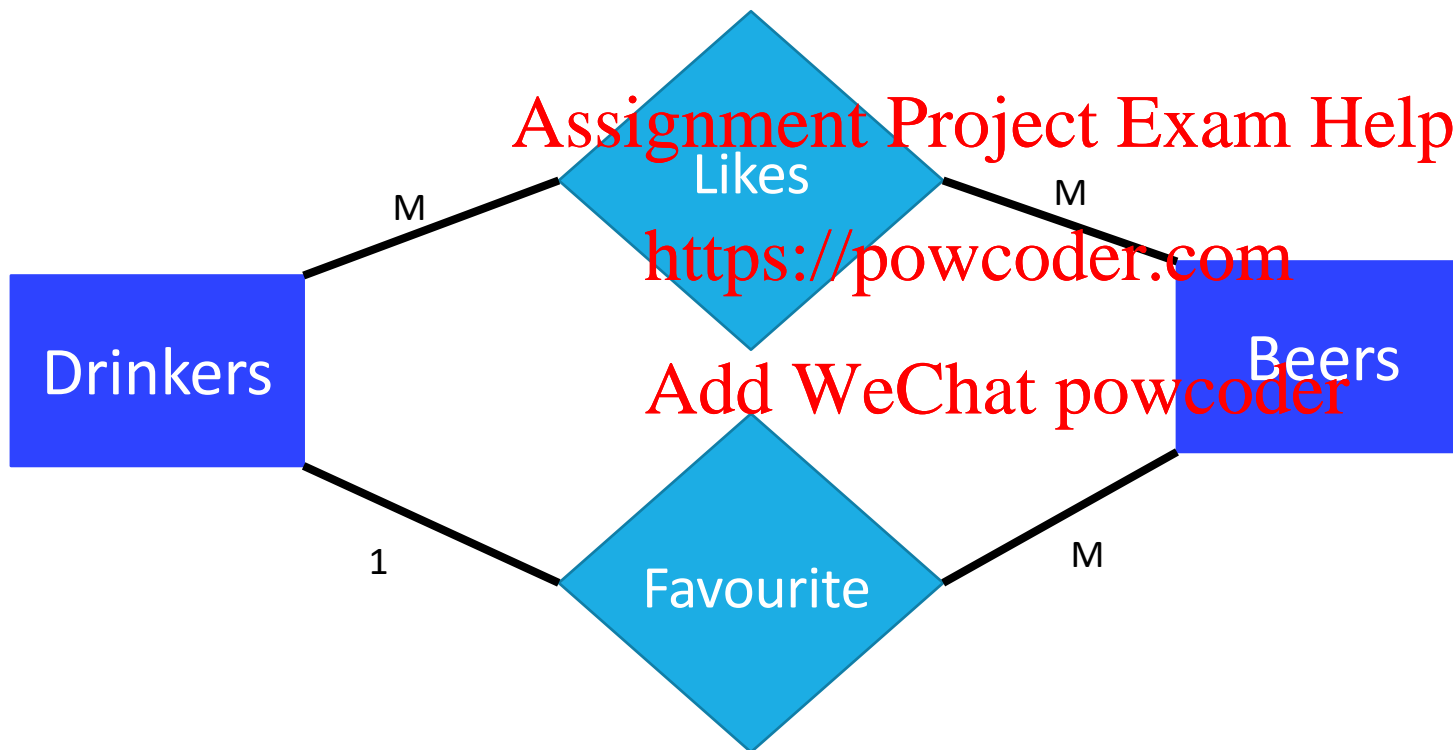 Assignment Project Exam Help
Likes
M
M
https://powcoder.com
Drinkers
Beers
Add WeChat powcoder
1
M
Favourite